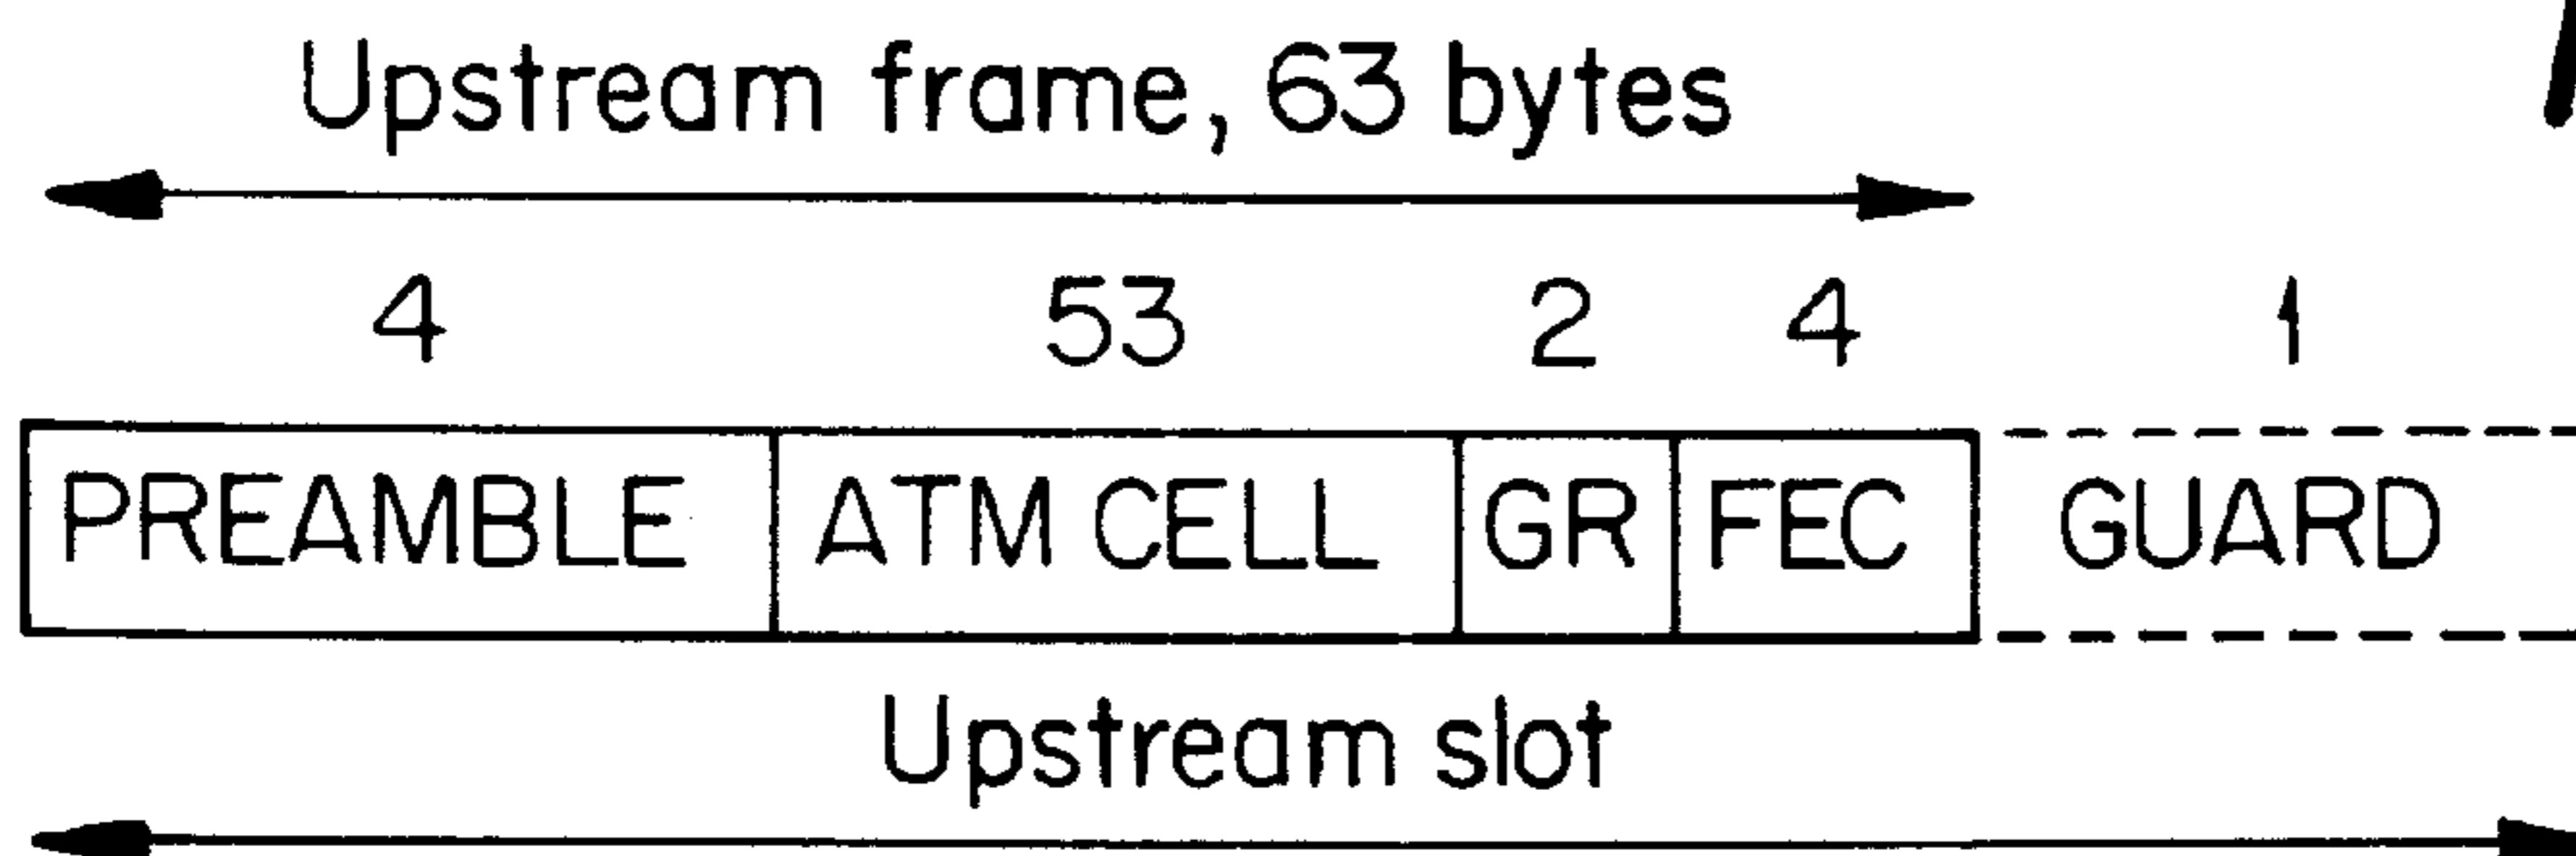 Upstream frame, 63 bytes
4 53 2 4 1
PREAMBLE ATM CELL GR FEC GUARD
Upstream slot